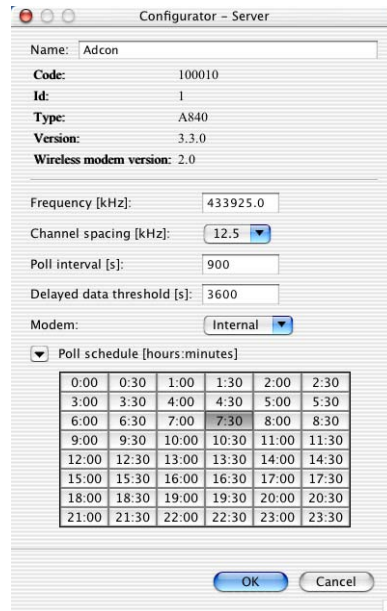 Configurator – Server
Name: Adcon
Code: 100010
Id: 1
Type: A840
Version: 3.3.0
Wireless modem version: 2.0
Frequency [kHz]: 433925.0
Channel spacing [kHz]: 12.5
Poll interval [s]: 900
Delayed data threshold [s]: 3600
Modem: Internal
Poll schedule [hours:minutes]
0:00 0:30 1:00 1:30 2:00 2:30
3:00 3:30 4:00 4:30 5:00 5:30
6:00 6:30 7:00 7:30 8:00 8:30
9:00 9:30 10:00 10:30 11:00 11:30
12:00 12:30 13:00 13:30 14:00 14:30
15:00 15:30 16:00 16:30 17:00 17:30
18:00 18:30 19:00 19:30 20:00 20:30
21:00 21:30 22:00 22:30 23:00 23:30
OK Cancel